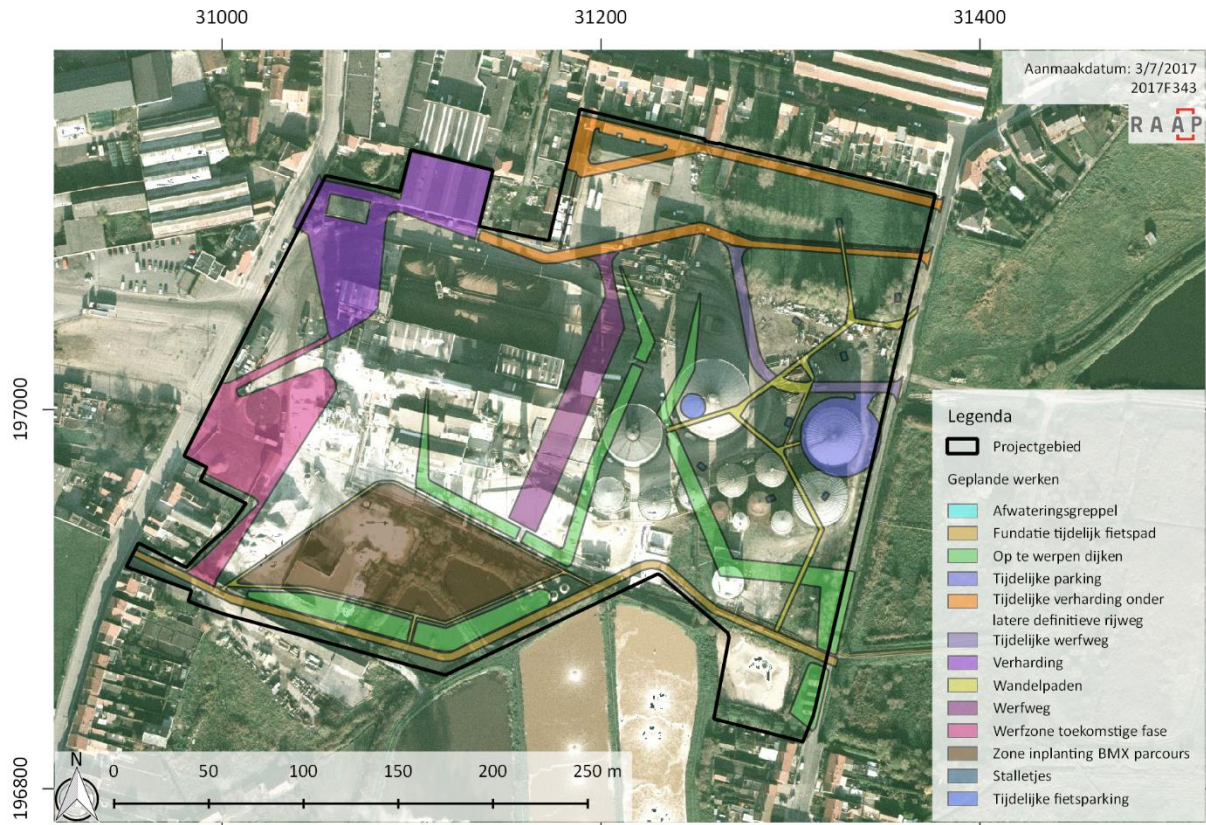 31000
31200
31400
Aanmaakdatum: 3/7/2017
2017F343
RAAP
197000
196800
Legenda
Projectgebied
Geplande werken
Afwateringsgreppel
Fundatie tijdelijk fietspad
Op te werpen dijken
Tijdelijke parking
Tijdelijke verharding onder
latere definitieve rijweg
Tijdelijke werfweg
Verharding
Wandelpaden
Werfweg
Werfzone toekomstige fase
Zone inplanting BMX parcours
Stalletjes
Tijdelijke fietsparking
N
0 50 100 150 200 250 m